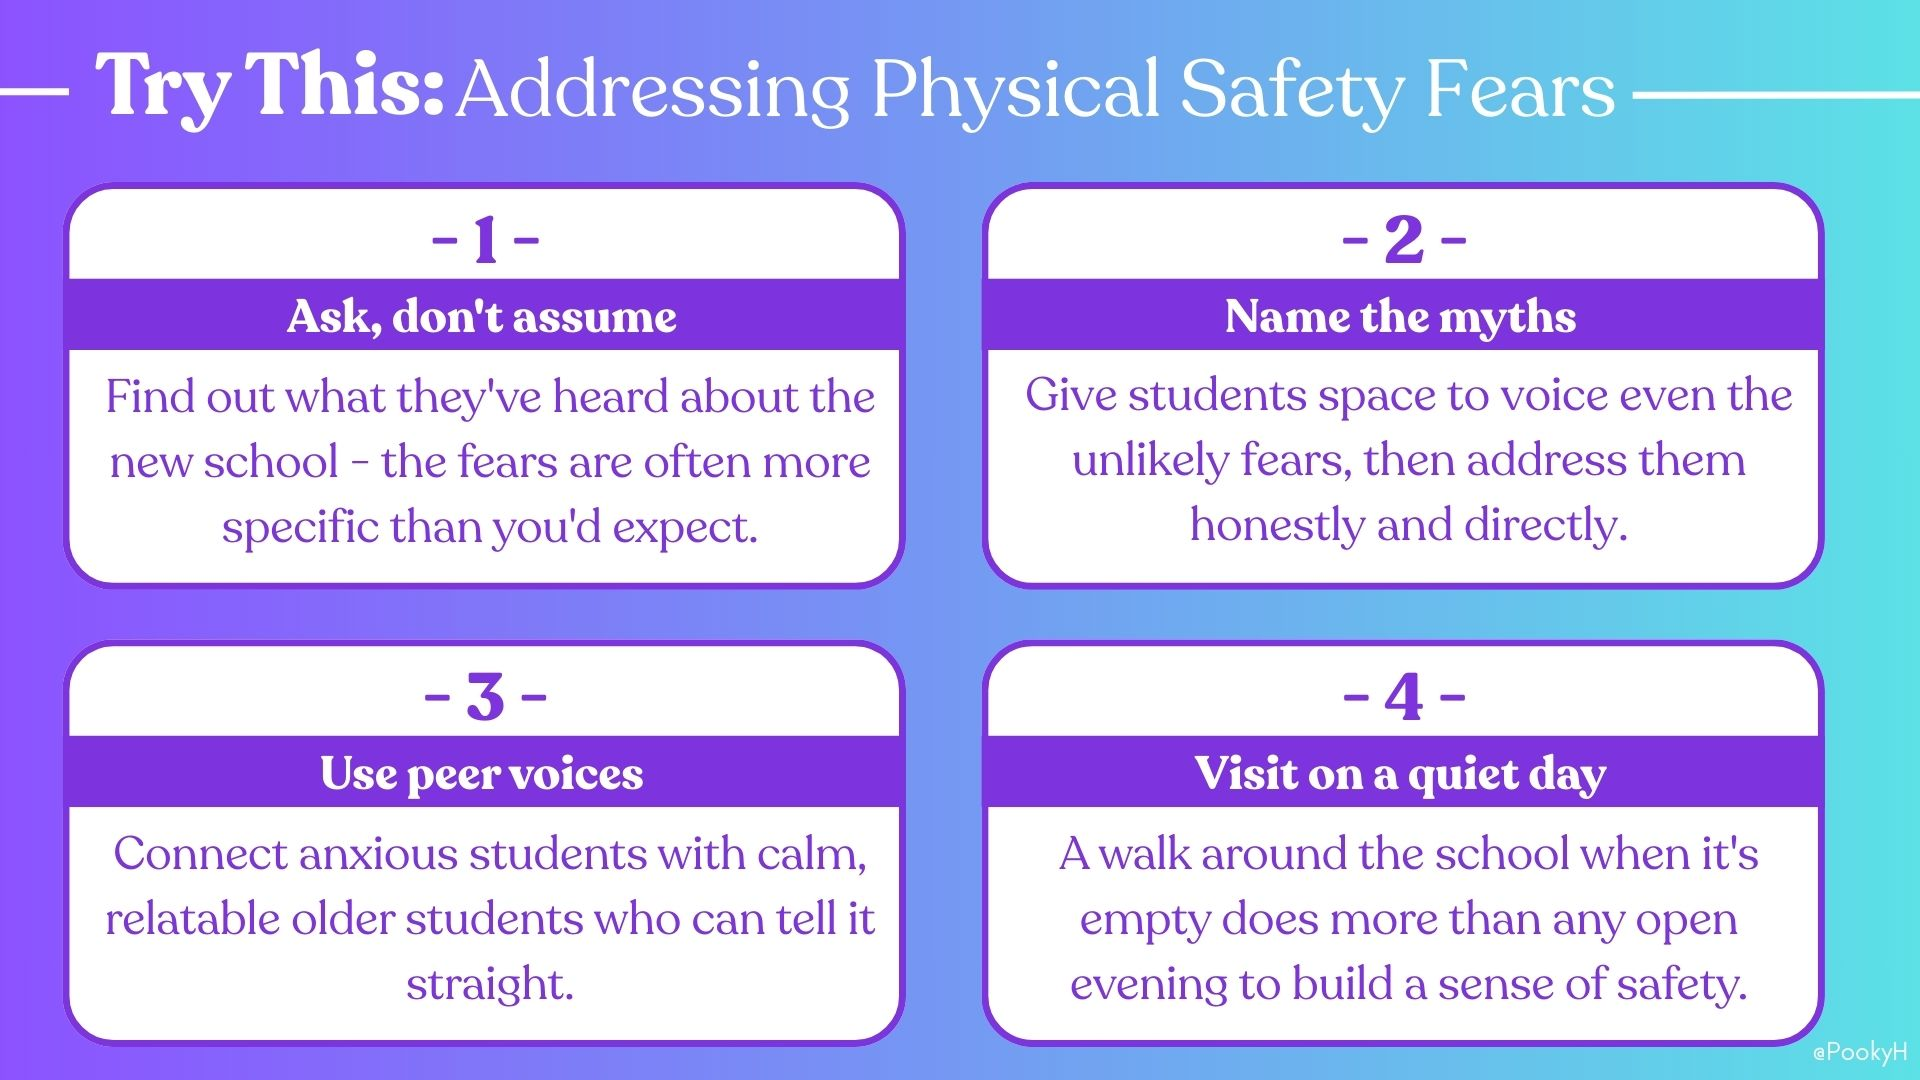 Try This: Addressing Physical Safety Fears
- 1 -
Ask, don't assume
Find out what they've heard about the
new school - the fears are often more
specific than you'd expect.
- 2 -
Name the myths
Give students space to voice even the
unlikely fears, then address them
honestly and directly.
- 3 -
Use peer voices
Connect anxious students with calm,
relatable older students who can tell it
straight.
- 4 -
Visit on a quiet day
A walk around the school when it's
empty does more than any open
evening to build a sense of safety.
@PookyH